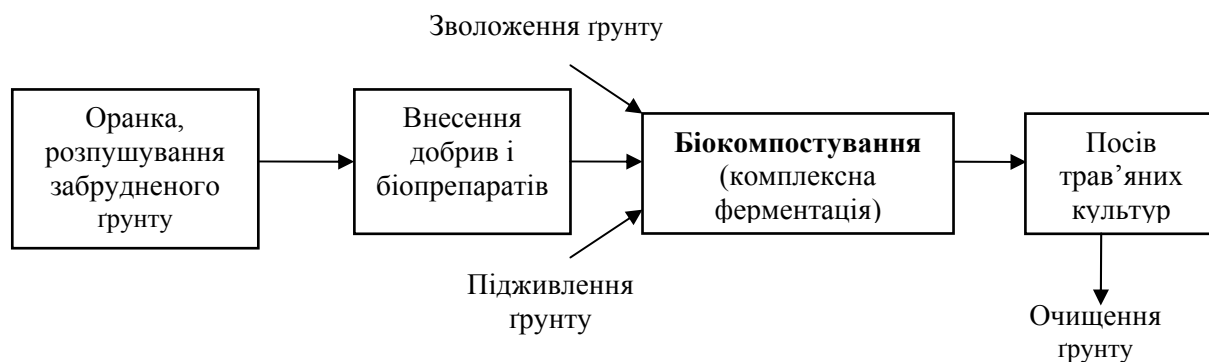 Зволоження ґрунту
Оранка,
розпушування
забрудненого
ґрунту
Внесення
добрив і
біопрепаратів
Біокомпостування
(комплексна
ферментація)
Посів
трав’яних
культур
Підживлення
ґрунту
Очищення
ґрунту